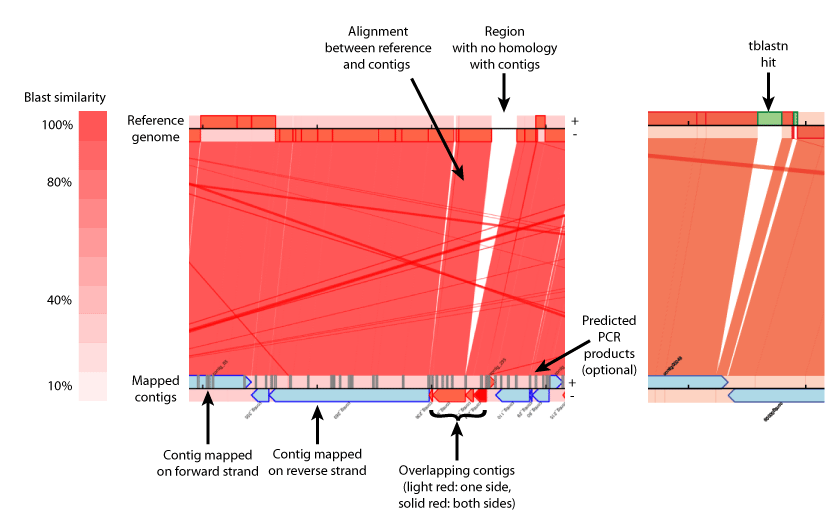 Alignment
between reference
and contigs
Region
with no homology
with contigs
tblastn
hit
Blast similarity
100%
80%
40%
10%
Reference
genome
+
-
Mapped
contigs
+
-
Predicted
PCR
products
(optional)
Contig mapped
on forward strand
Contig mapped
on reverse strand
Overlapping contigs
(light red: one side,
solid red: both sides)